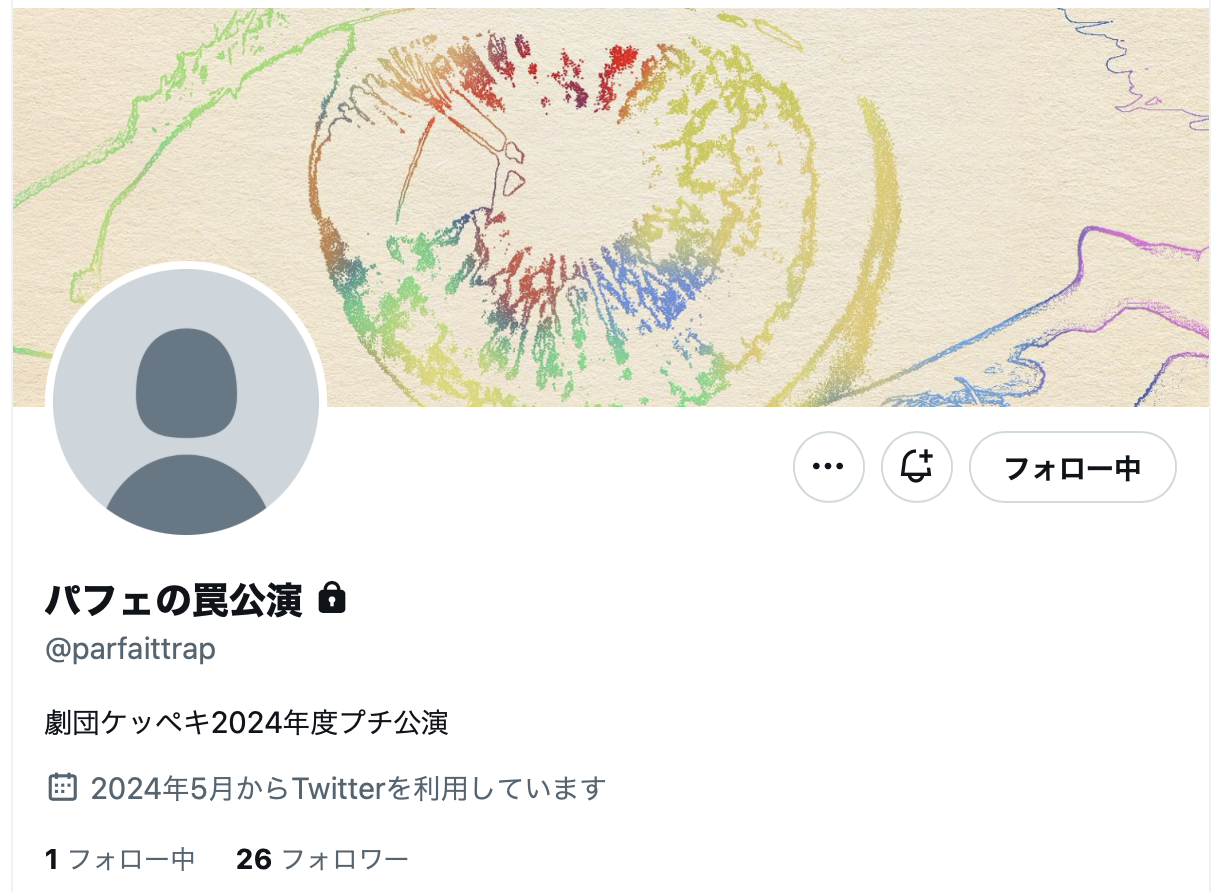 フォロー中
パフェの罠公演
@parfaittrap
劇団ケッペキ2024年度プチ公演
2024年5月からTwitterを利用しています
1 フォロー中 26 フォロワー